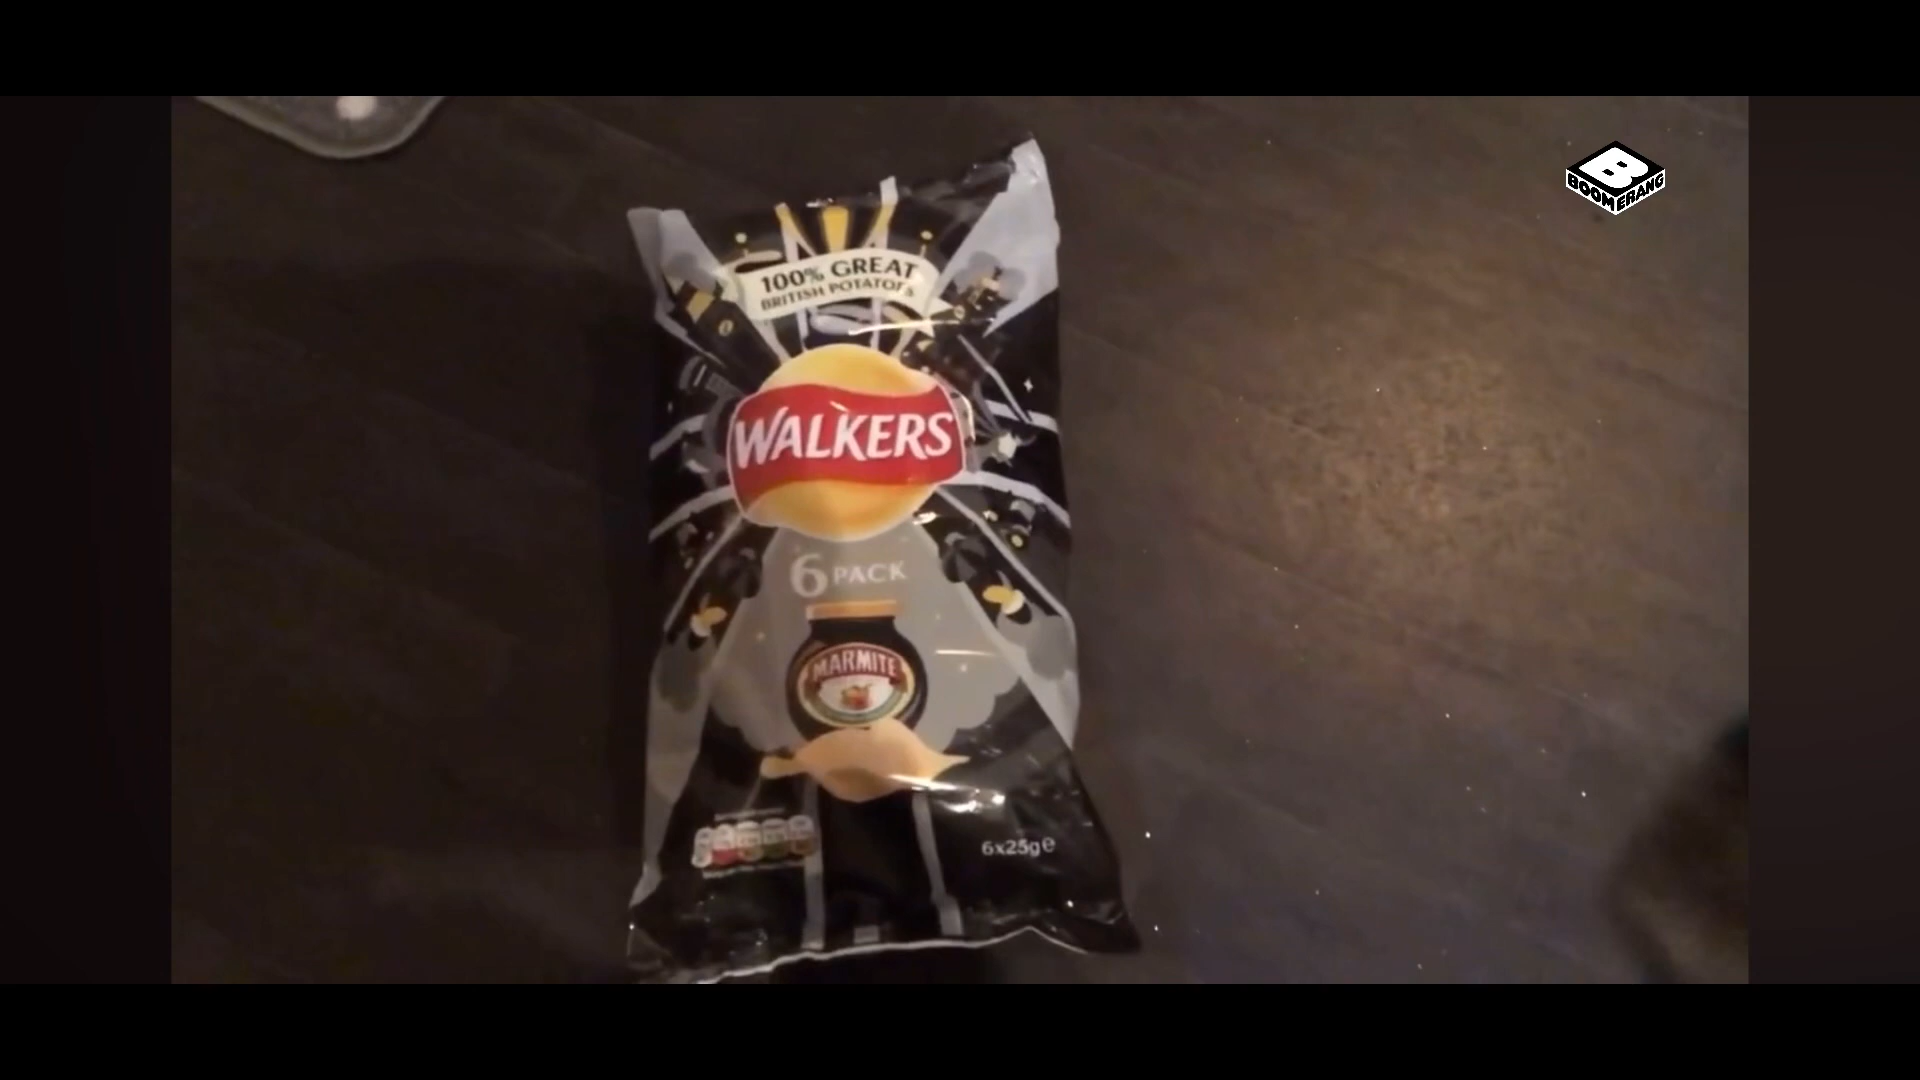 B
BOOMERANG
100% GREAT
BRITISH POTATOES
WALKERS
6 PACK
MARMITE
6x25g℮